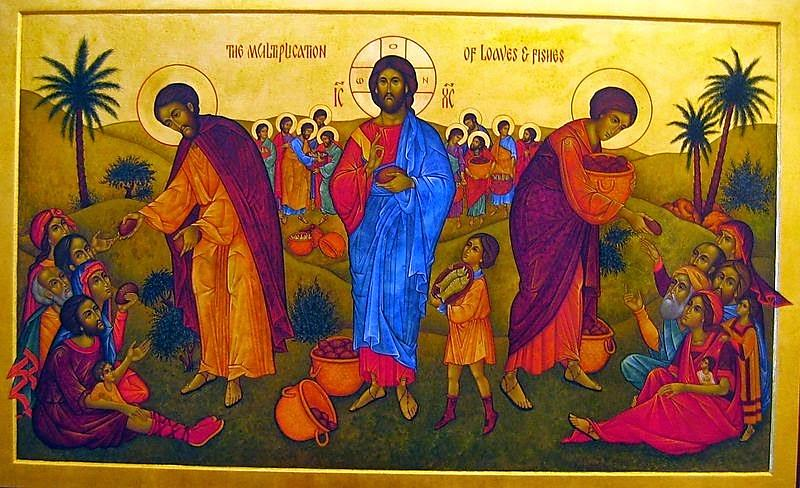 THE MULTIPLICATION OF LOAVES & FISHES
Ο
Ѡ Ν
IC XC